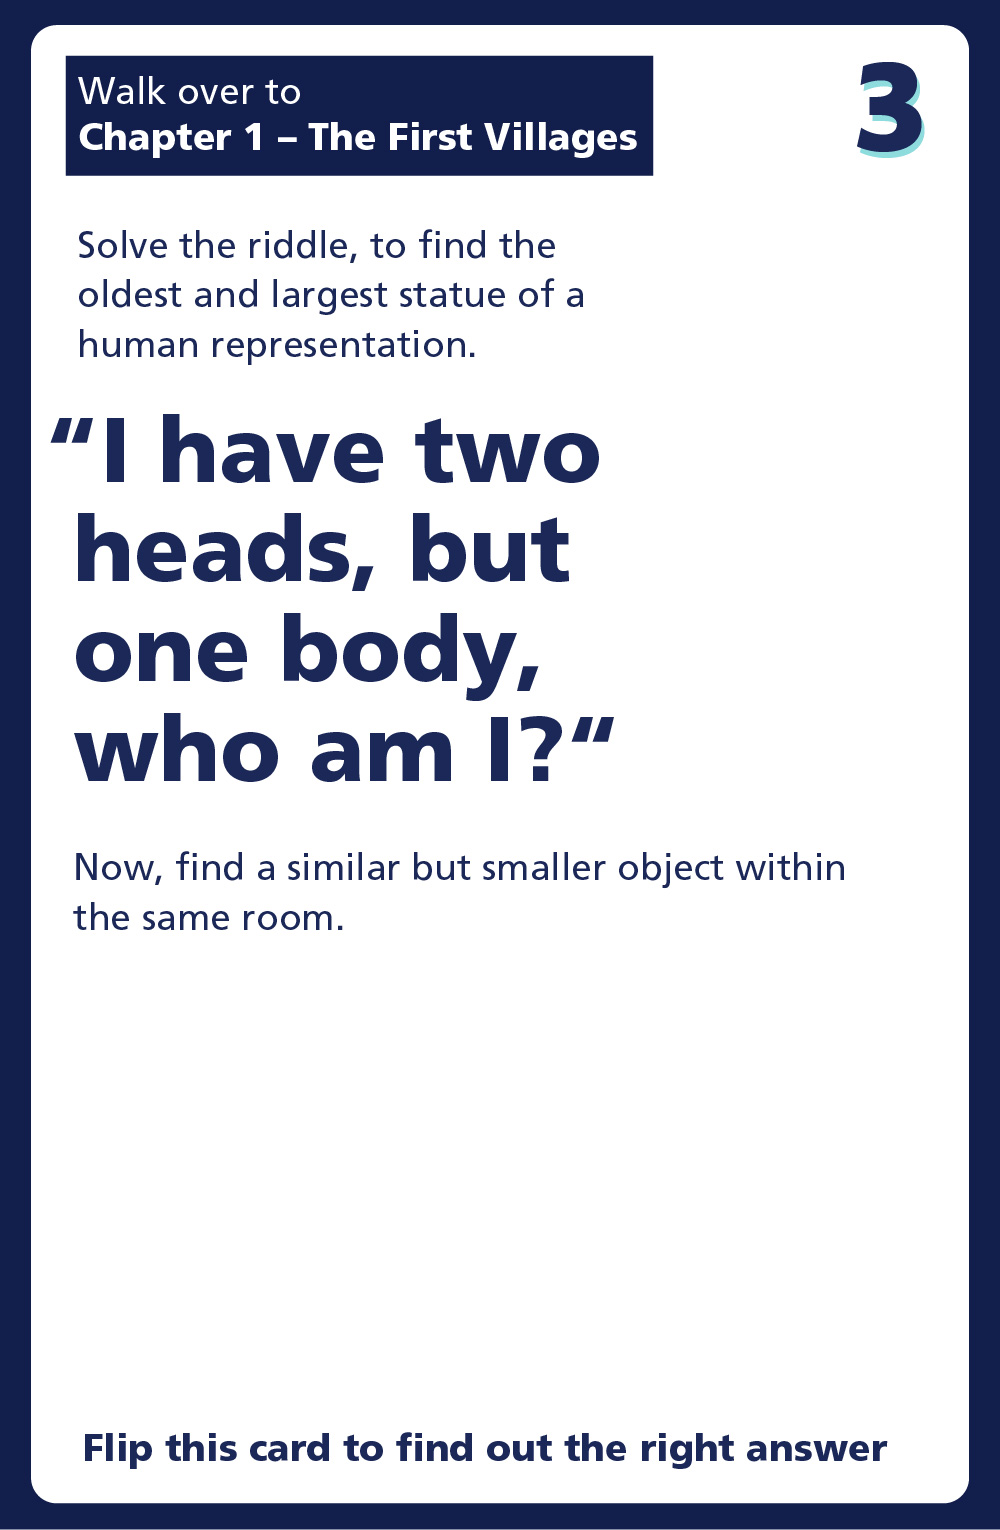 Walk over to
Chapter 1 – The First Villages
3
Solve the riddle, to find the
oldest and largest statue of a
human representation.
“I have two
heads, but
one body,
who am I?“
Now, find a similar but smaller object within
the same room.
Flip this card to find out the right answer